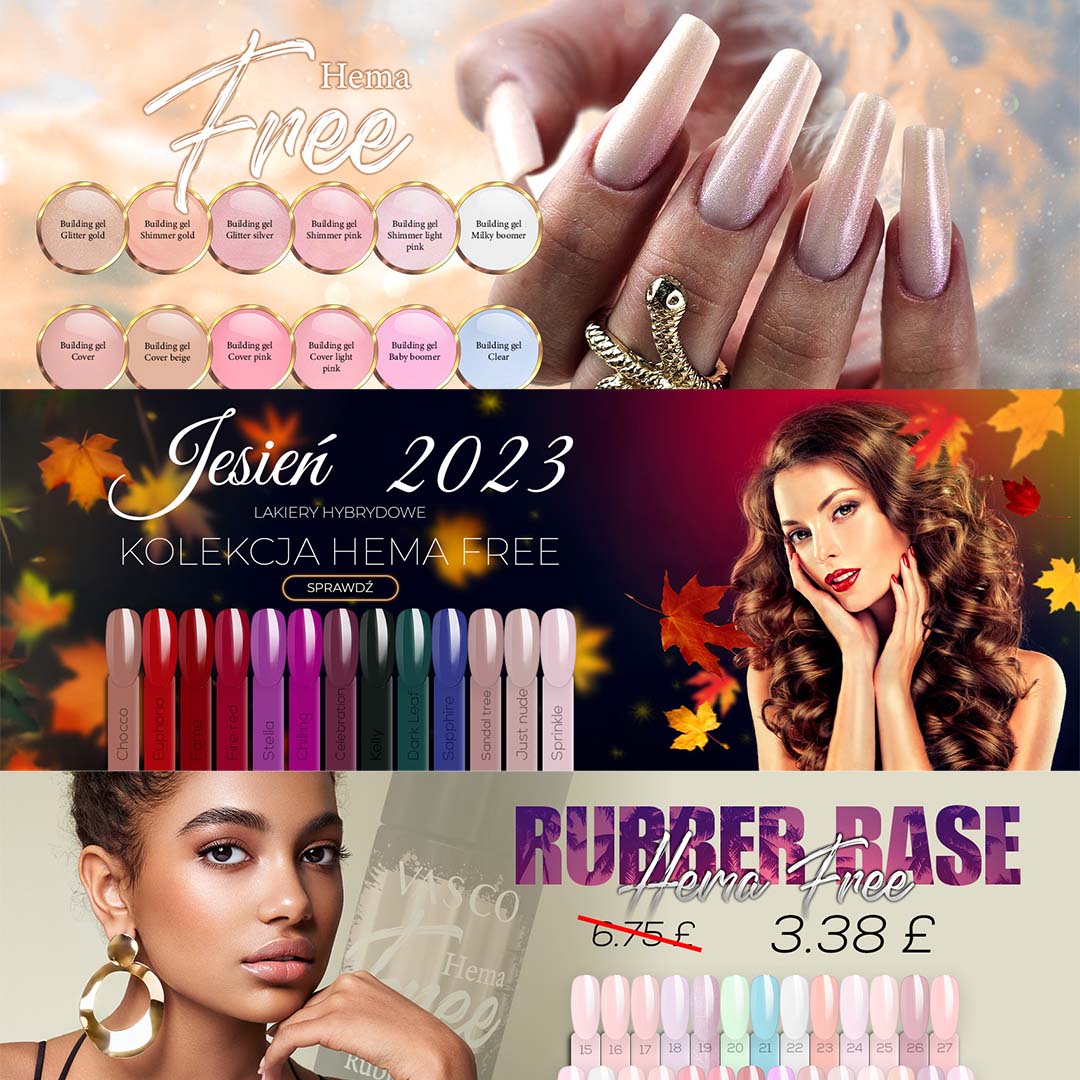 Hema
Free
Building gel
Glitter gold
Building gel
Shimmer gold
Building gel
Glitter silver
Building gel
Shimmer pink
Building gel
Shimmer light
pink
Building gel
Milky boomer
Building gel
Cover
Building gel
Cover beige
Building gel
Cover pink
Building gel
Cover light
pink
Building gel
Baby boomer
Building gel
Clear
Jesień 2023
LAKIERY HYBRYDOWE
KOLEKCJA HEMA FREE
SPRAWDŹ
Chocco
Euphoria
Fame
Fire red
Stella
Chilling
Celebration
Kelly
Dark Leaf
Sapphire
Sandal tree
Just nude
Sprinkle
RUBBER BASE
Hema Free
6.75 £ 3.38 £
VASCO
Hema
Free
Rub
15 16 17 18 19 20 21 22 23 24 25 26 27